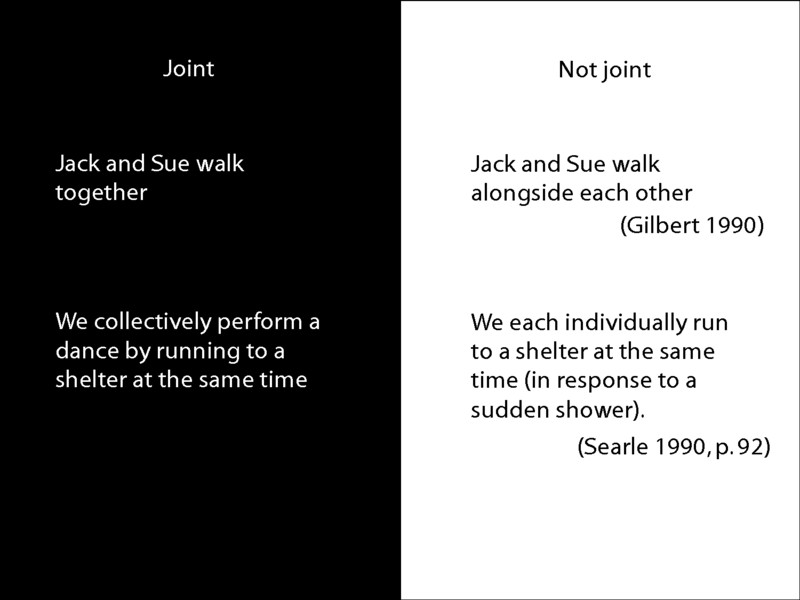 Joint
Jack and Sue walk
together
We collectively perform a
dance by running to a
shelter at the same time
Not joint
Jack and Sue walk
alongside each other
(Gilbert 1990)
We each individually run
to a shelter at the same
time (in response to a
sudden shower).
(Searle 1990, p. 92)